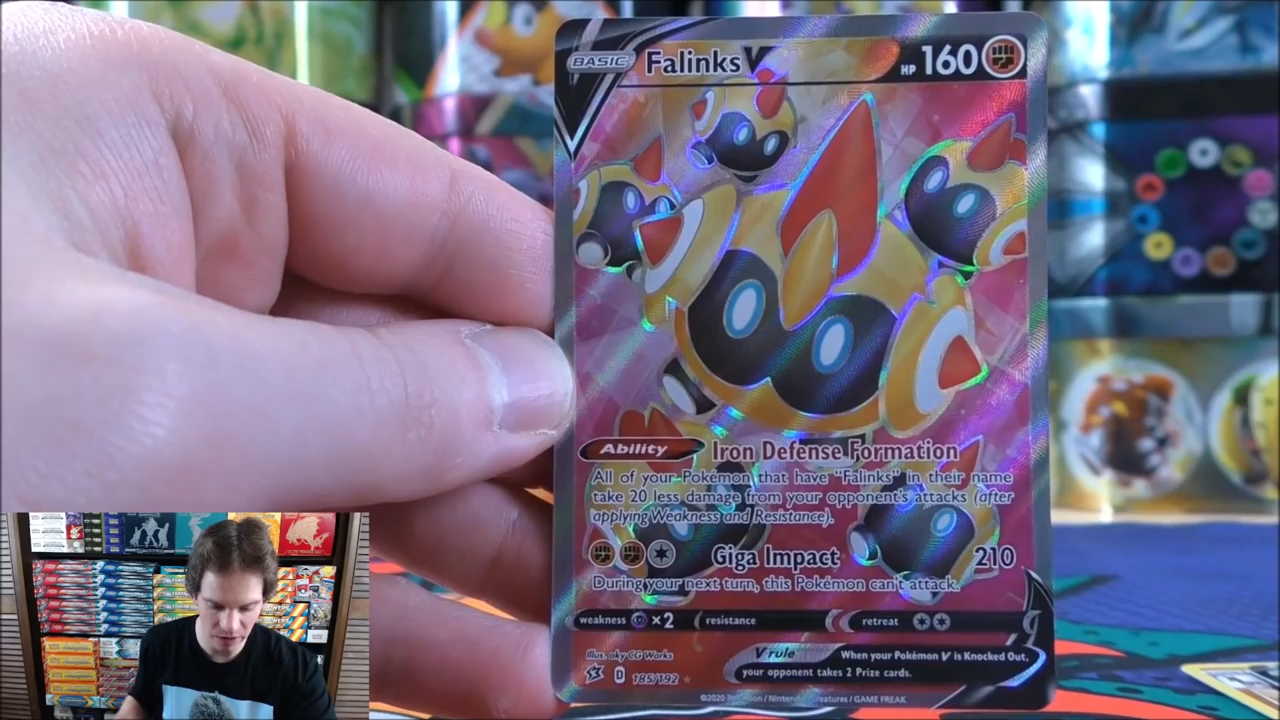 BASIC Falinks V HP 160
Ability Iron Defense Formation
All of your Pokémon that have "Falinks" in their name
take 20 less damage from your opponent's attacks (after
applying Weakness and Resistance).
Giga Impact 210
During your next turn, this Pokémon can't attack.
weakness ×2 resistance retreat
Illus. aky CG Works
V rule When your Pokémon V is Knocked Out,
your opponent takes 2 Prize cards.
D 185/192
©2020 Pokémon / Nintendo / Creatures / GAME FREAK